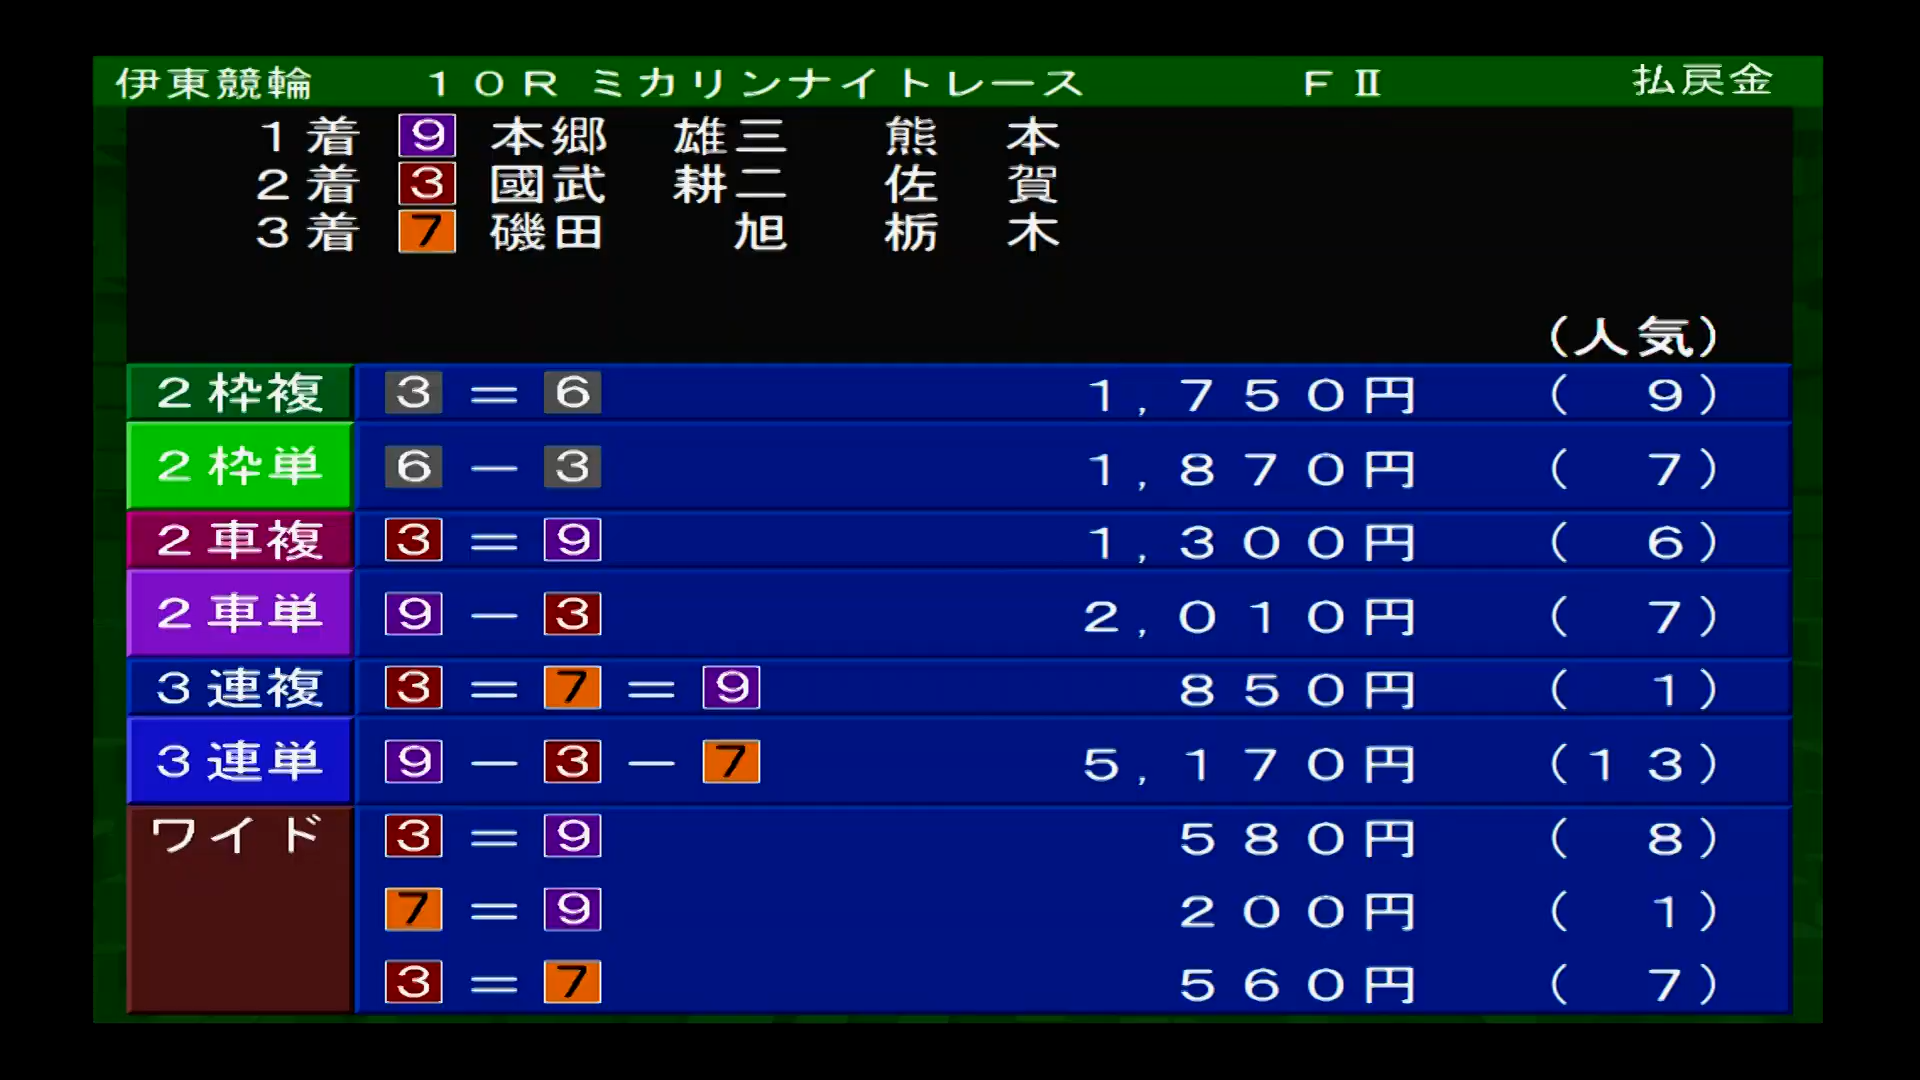 伊東競輪 10R ミカリンナイトレース FⅡ 払戻金
1着 9 本郷 雄三 熊本
2着 3 國武 耕二 佐賀
3着 7 磯田 旭 栃木
(人気)
2枠複 3=6 1,750円 (9)
2枠単 6-3 1,870円 (7)
2車複 3=9 1,300円 (6)
2車単 9-3 2,010円 (7)
3連複 3=7=9 850円 (1)
3連単 9-3-7 5,170円 (13)
ワイド 3=9 580円 (8)
7=9 200円 (1)
3=7 560円 (7)